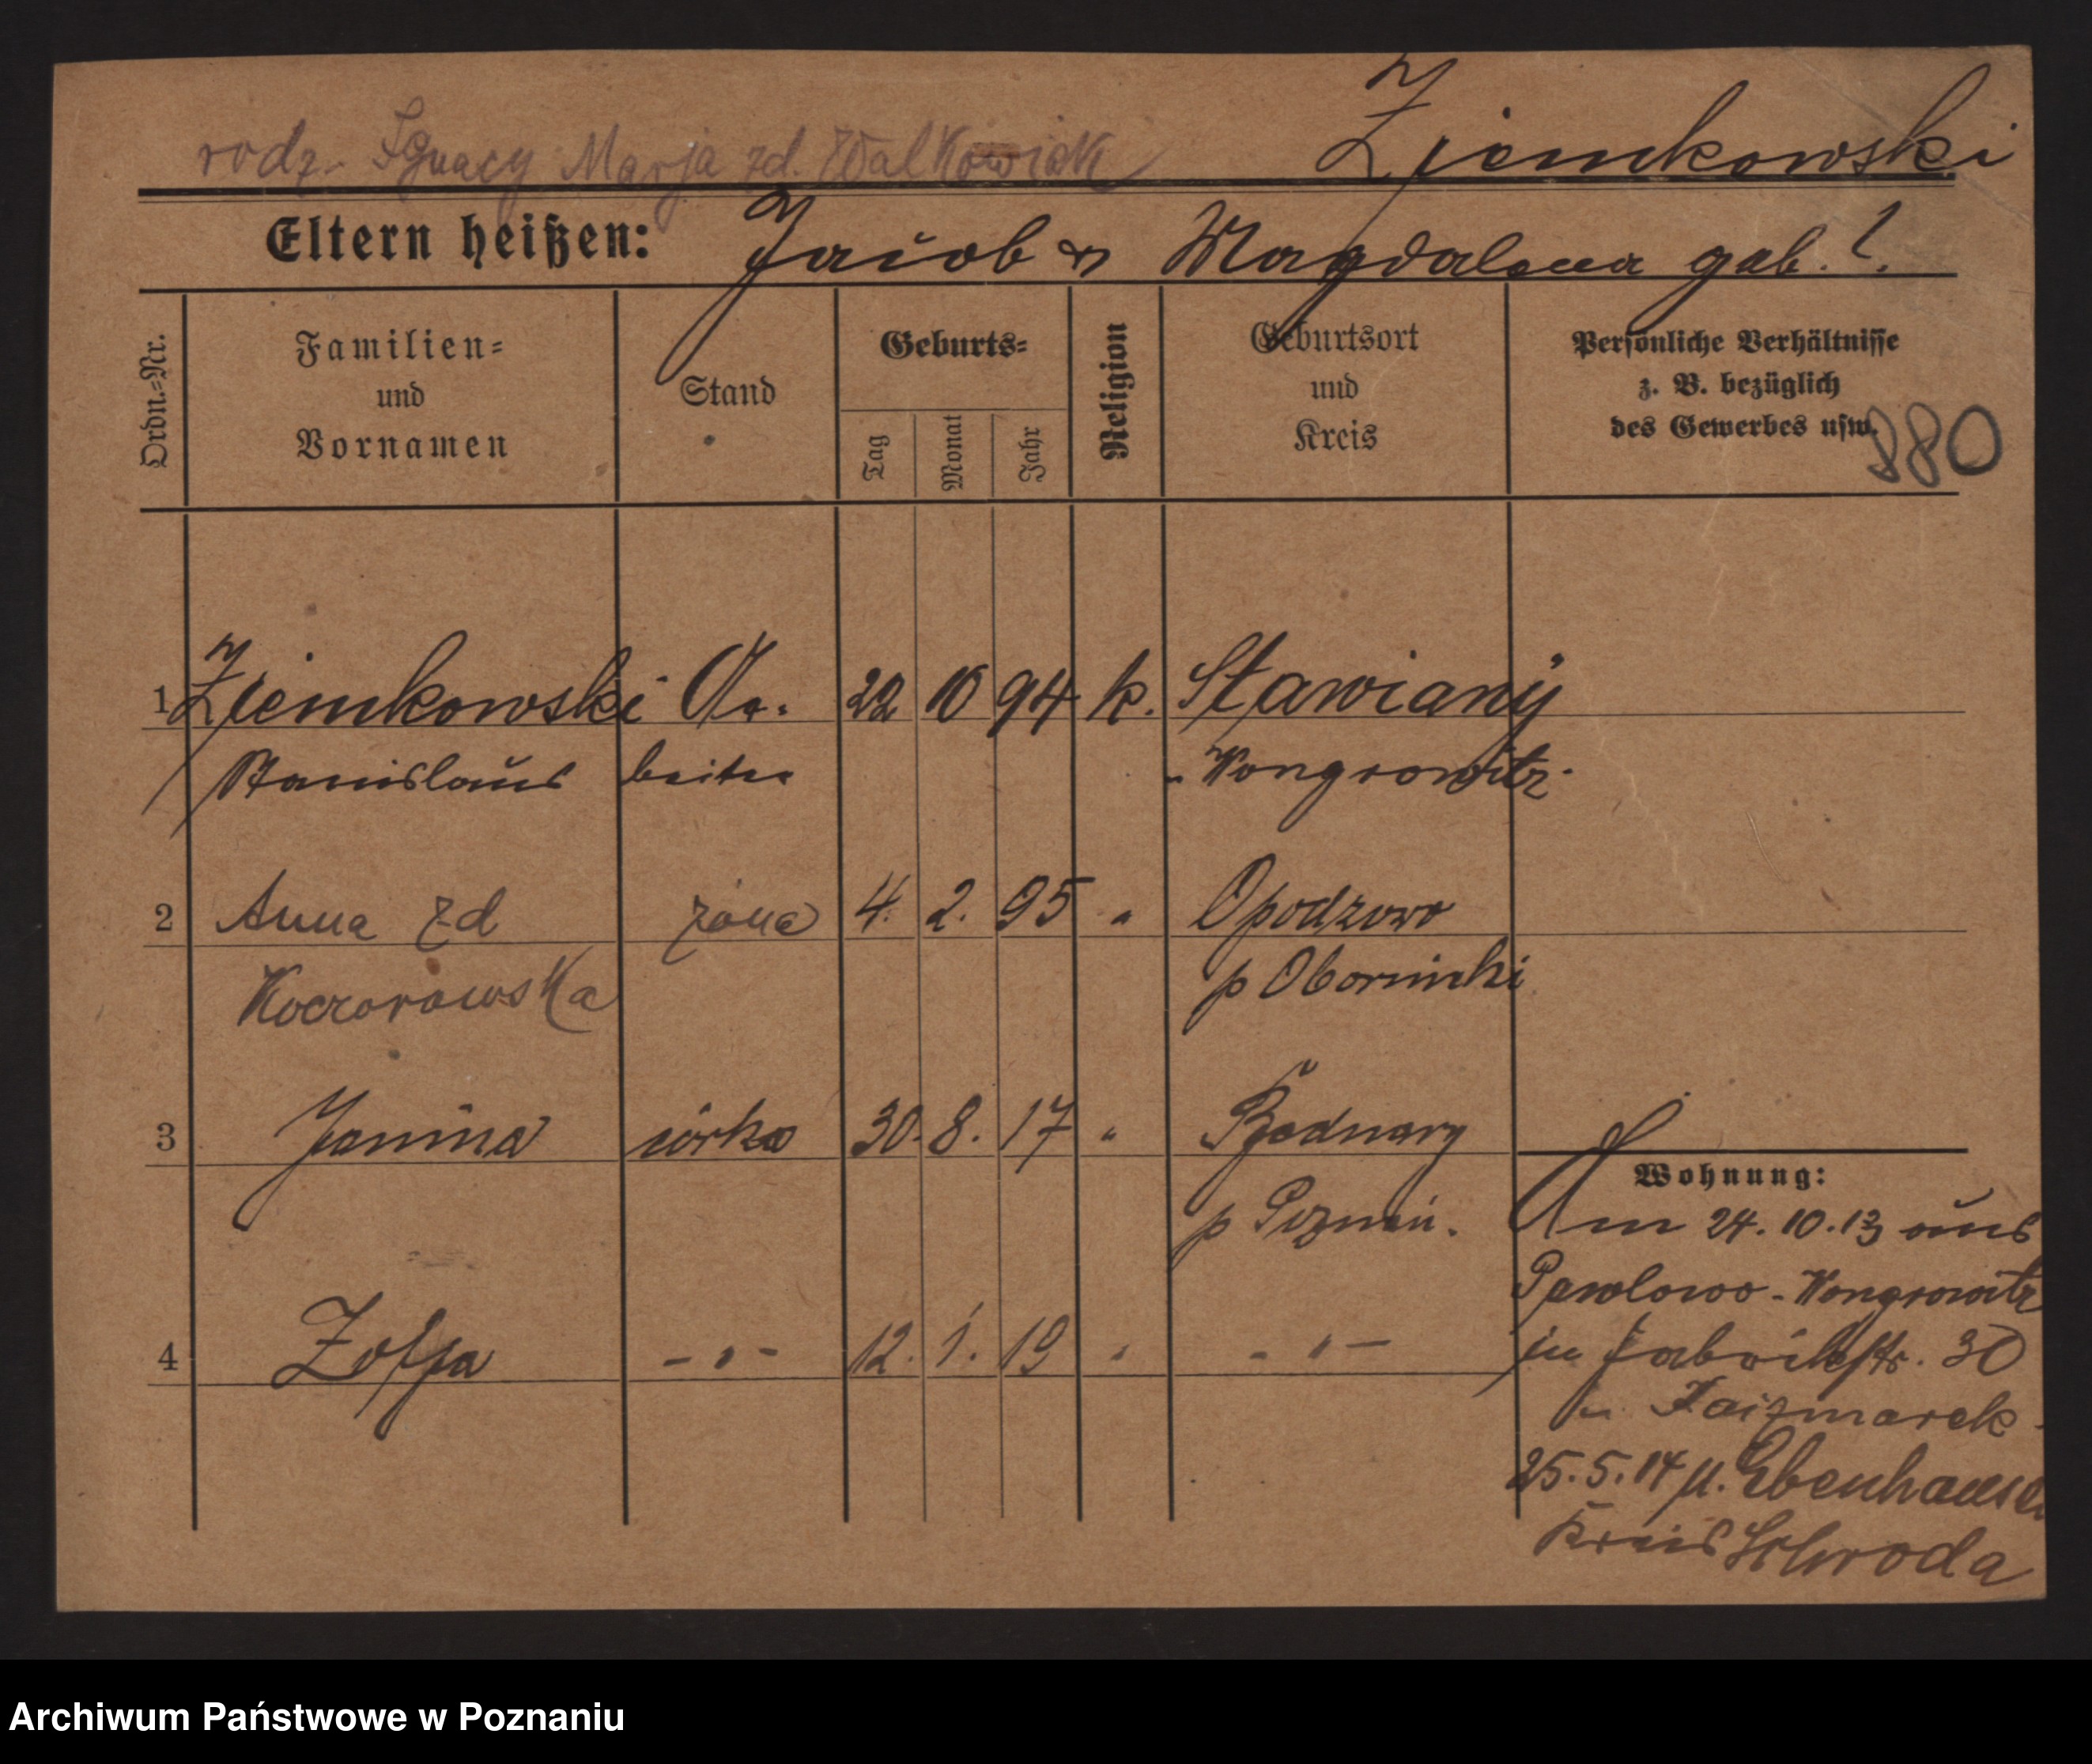 rodz. Ignacy Marja zd. Walkowiak
Ziemkowski
Eltern heißen: Jacob u Magdalena geb. ?.
Ordn.-Nr.
Familien-
und
Vornamen
Stand
Geburts-
Tag
Monat
Jahr
Religion
Geburtsort
und
Kreis
Persönliche Verhältnisse
z. B. bezüglich
des Gewerbes usw.
880
1 Ziemkowski Ar. 22 10 94 k. Stawiany
Stanislaus beiter Wongrowitz
2 Anna zd żona 4. 2. 95 " Opodzowo
Koczorowska p Obornicki
3 Janina córka 30. 8. 17 " Bednary
p Poznań.
4 Zofja - " - 12. 1. 19 " - " -
Wohnung:
Am 24. 10. 13 aus
Pawlowo - Wongrowitz
in Fabrikstr. 30
25. 5. 14 n. Ebenhausen
Kreis Schroda
Archiwum Państwowe w Poznaniu